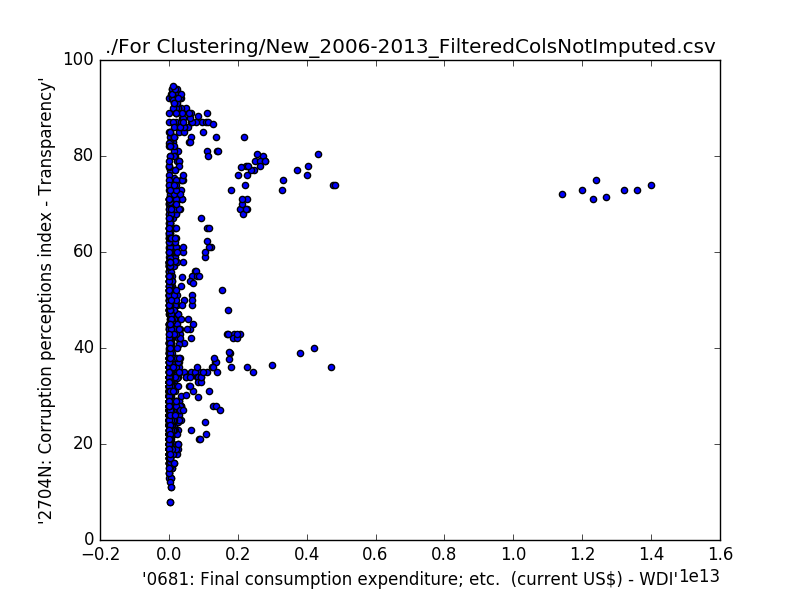 ./For Clustering/New_2006-2013_FilteredColsNotImputed.csv
100
80
60
40
20
0
'2704N: Corruption perceptions index - Transparency'
−0.2 0.0 0.2 0.4 0.6 0.8 1.0 1.2 1.4 1.6
1e13
'0681: Final consumption expenditure; etc.  (current US$) - WDI'